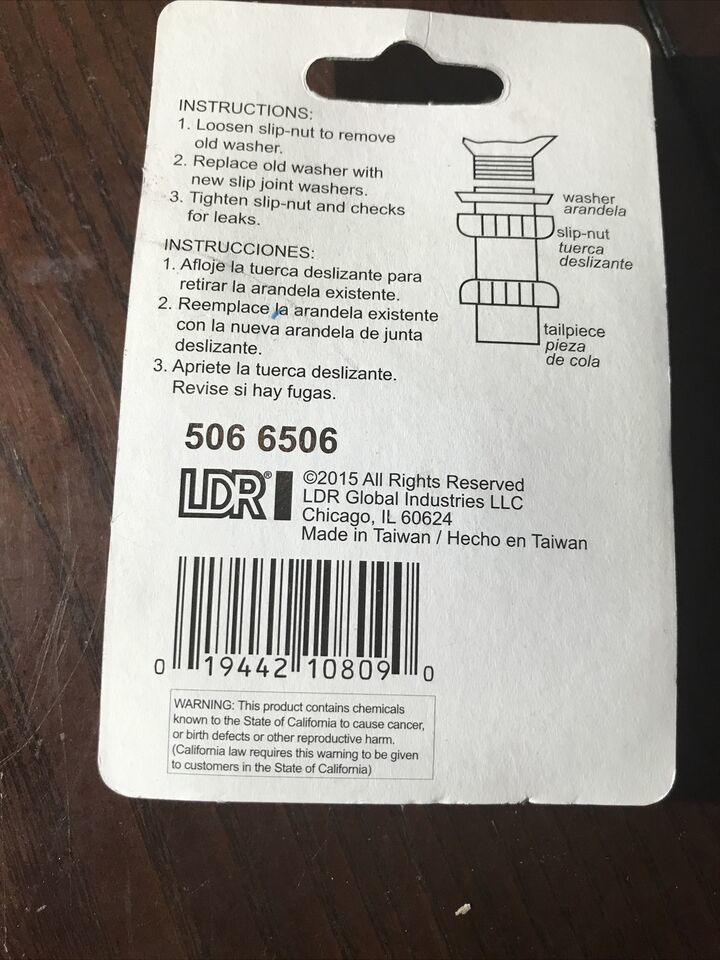 INSTRUCTIONS:
1. Loosen slip-nut to remove
old washer.
2. Replace old washer with
new slip joint washers.
3. Tighten slip-nut and checks
for leaks.
INSTRUCCIONES:
1. Afloje la tuerca deslizante para
retirar la arandela existente.
2. Reemplace la arandela existente
con la nueva arandela de junta
deslizante.
3. Apriete la tuerca deslizante.
Revise si hay fugas.
washer
arandela
slip-nut
tuerca
deslizante
tailpiece
pieza
de cola
506 6506
LDR®
©2015 All Rights Reserved
LDR Global Industries LLC
Chicago, IL 60624
Made in Taiwan / Hecho en Taiwan
0 19442 10809 0
WARNING: This product contains chemicals
known to the State of California to cause cancer,
or birth defects or other reproductive harm.
(California law requires this warning to be given
to customers in the State of California)